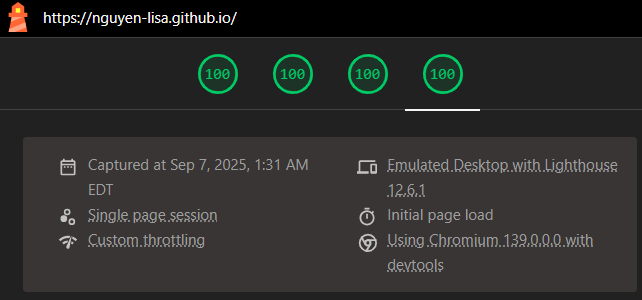 https://nguyen-lisa.github.io/
100 100 100 100
Captured at Sep 7, 2025, 1:31 AM
EDT
Single page session
Custom throttling
Emulated Desktop with Lighthouse
12.6.1
Initial page load
Using Chromium 139.0.0.0 with
devtools